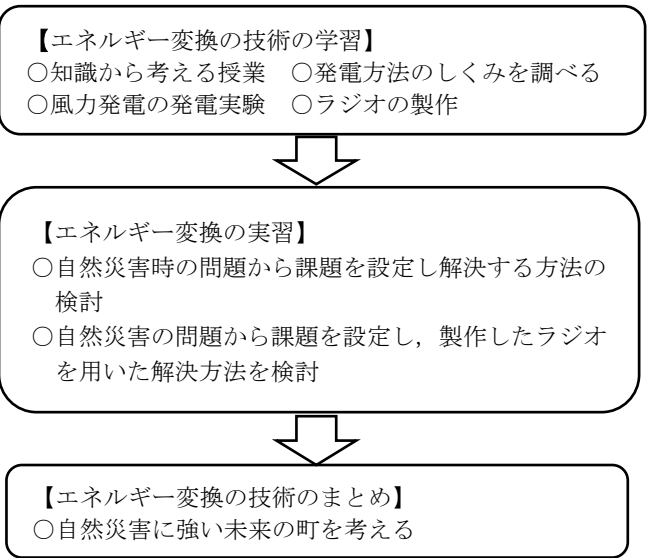 【エネルギー変換の技術の学習】
○知識から考える授業　○発電方法のしくみを調べる
○風力発電の発電実験　○ラジオの製作
【エネルギー変換の実習】
○自然災害時の問題から課題を設定し解決する方法の
検討
○自然災害の問題から課題を設定し，製作したラジオ
を用いた解決方法を検討
【エネルギー変換の技術のまとめ】
○自然災害に強い未来の町を考える